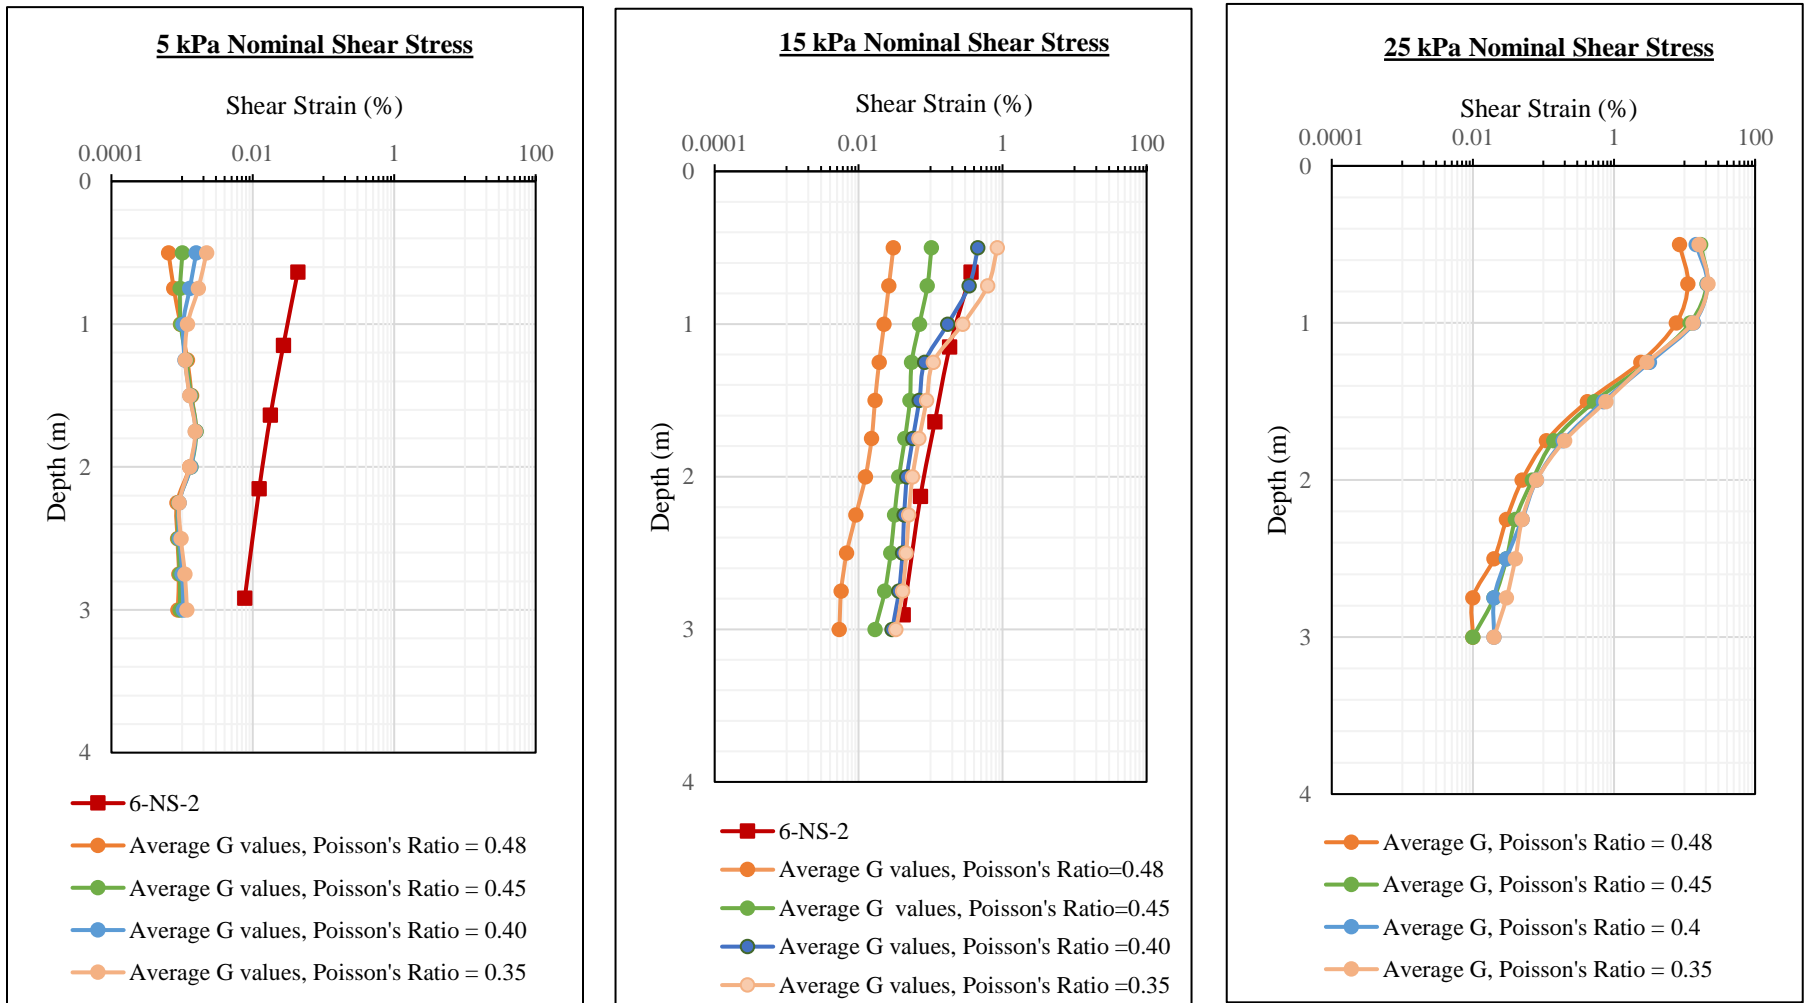 5 kPa Nominal Shear Stress
Shear Strain (%)
0.0001 0.01 1 100
0
1
2
3
4
Depth (m)
6-NS-2
Average G values, Poisson's Ratio = 0.48
Average G values, Poisson's Ratio = 0.45
Average G values, Poisson's Ratio = 0.40
Average G values, Poisson's Ratio = 0.35
15 kPa Nominal Shear Stress
Shear Strain (%)
0.0001 0.01 1 100
0
1
2
3
4
Depth (m)
6-NS-2
Average G values, Poisson's Ratio=0.48
Average G  values, Poisson's Ratio=0.45
Average G values, Poisson's Ratio =0.40
Average G values, Poisson's Ratio =0.35
25 kPa Nominal Shear Stress
Shear Strain (%)
0.0001 0.01 1 100
0
1
2
3
4
Depth (m)
Average G, Poisson's Ratio = 0.48
Average G, Poisson's Ratio = 0.45
Average G, Poisson's Ratio = 0.4
Average G, Poisson's Ratio = 0.35